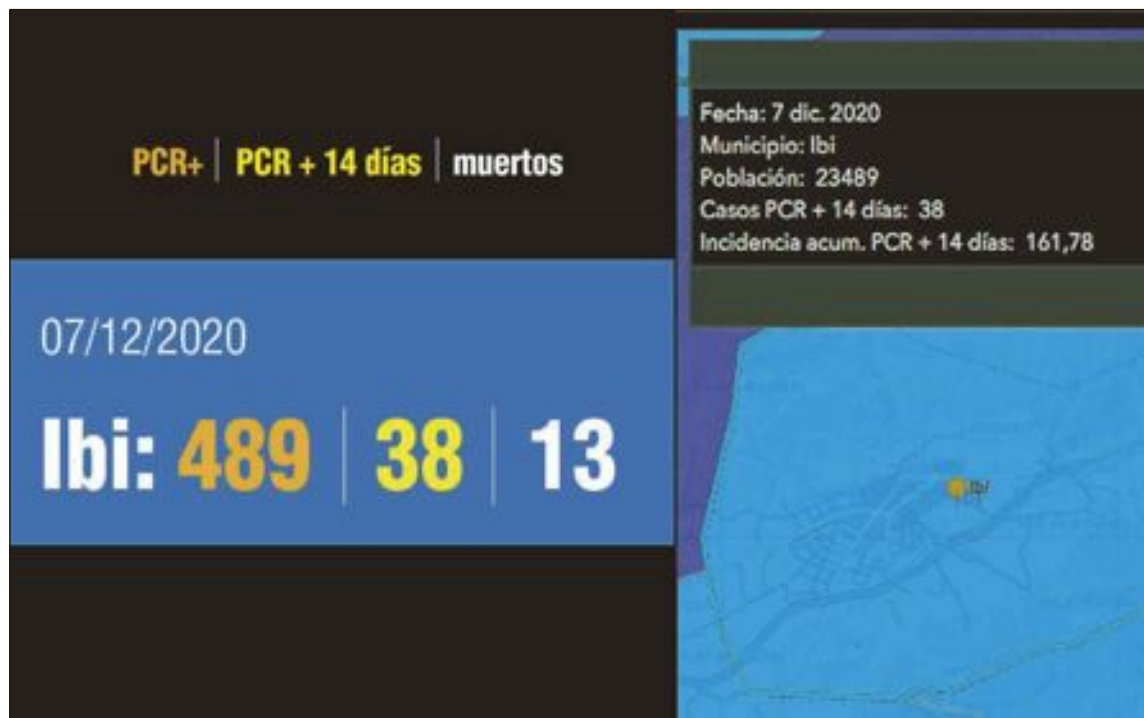 PCR+ | PCR + 14 días | muertos
07/12/2020
Ibi: 489 | 38 | 13
Fecha: 7 dic. 2020
Municipio: Ibi
Población: 23489
Casos PCR + 14 días: 38
Incidencia acum. PCR + 14 días: 161,78
Ibi